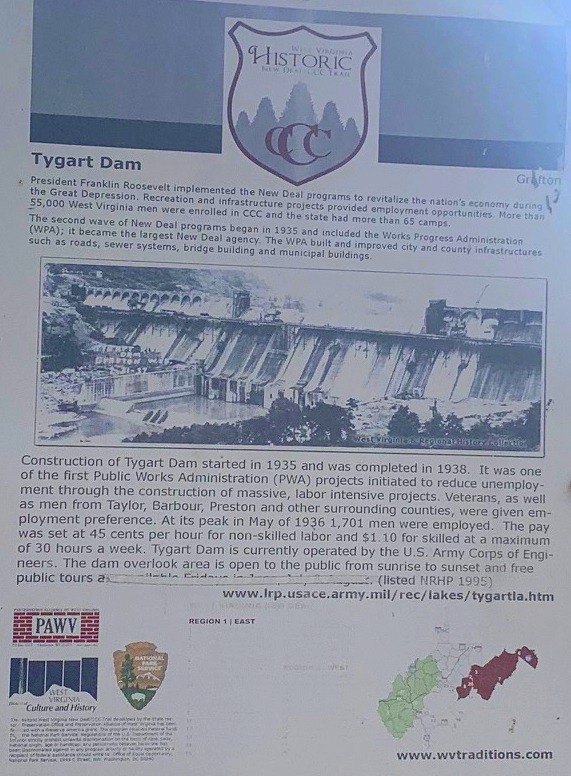 WEST VIRGINIA
HISTORIC
NEW DEAL/CCC TRAIL
CCC
Tygart Dam
Grafton
President Franklin Roosevelt implemented the New Deal programs to revitalize the nation's economy during
the Great Depression. Recreation and infrastructure projects provided employment opportunities. More than
55,000 West Virginia men were enrolled in CCC and the state had more than 65 camps.
The second wave of New Deal programs began in 1935 and included the Works Progress Administration
(WPA); it became the largest New Deal agency. The WPA built and improved city and county infrastructures
such as roads, sewer systems, bridge building and municipal buildings.
West Virginia & Regional History Collection
Construction of Tygart Dam started in 1935 and was completed in 1938. It was one
of the first Public Works Administration (PWA) projects initiated to reduce unemploy-
ment through the construction of massive, labor intensive projects. Veterans, as well
as men from Taylor, Barbour, Preston and other surrounding counties, were given em-
ployment preference. At its peak in May of 1936 1,701 men were employed. The pay
was set at 45 cents per hour for non-skilled labor and $1.10 for skilled at a maximum
of 30 hours a week. Tygart Dam is currently operated by the U.S. Army Corps of Engi-
neers. The dam overlook area is open to the public from sunrise to sunset and free
public tours (listed NRHP 1995)
www.lrp.usace.army.mil/rec/lakes/tygartla.htm
PAWV
REGION 1 | EAST
NATIONAL
PARK
SERVICE
WEST
VIRGINIA
Division of
Culture and History
www.wvtraditions.com